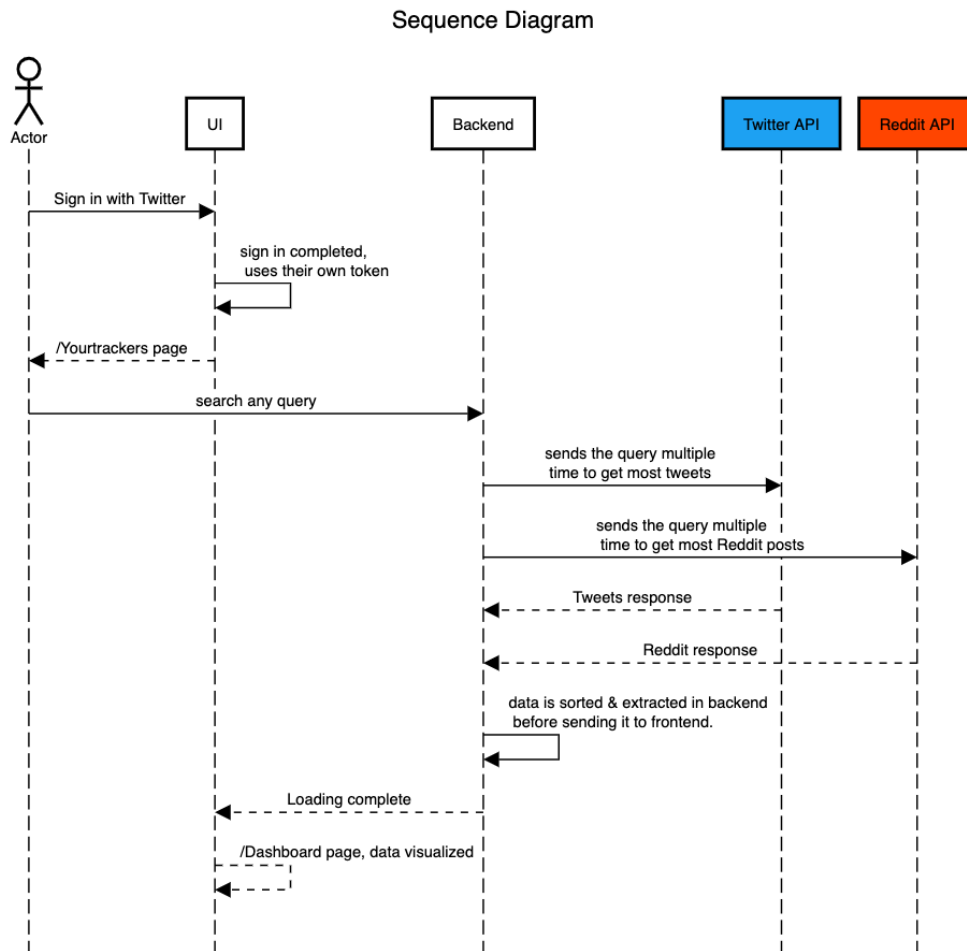 Sequence Diagram
Actor
UI
Backend
Twitter API
Reddit API
Sign in with Twitter
sign in completed,
uses their own token
/Yourtrackers page
search any query
sends the query multiple
time to get most tweets
sends the query multiple
time to get most Reddit posts
Tweets response
Reddit response
data is sorted & extracted in backend
before sending it to frontend.
Loading complete
/Dashboard page, data visualized